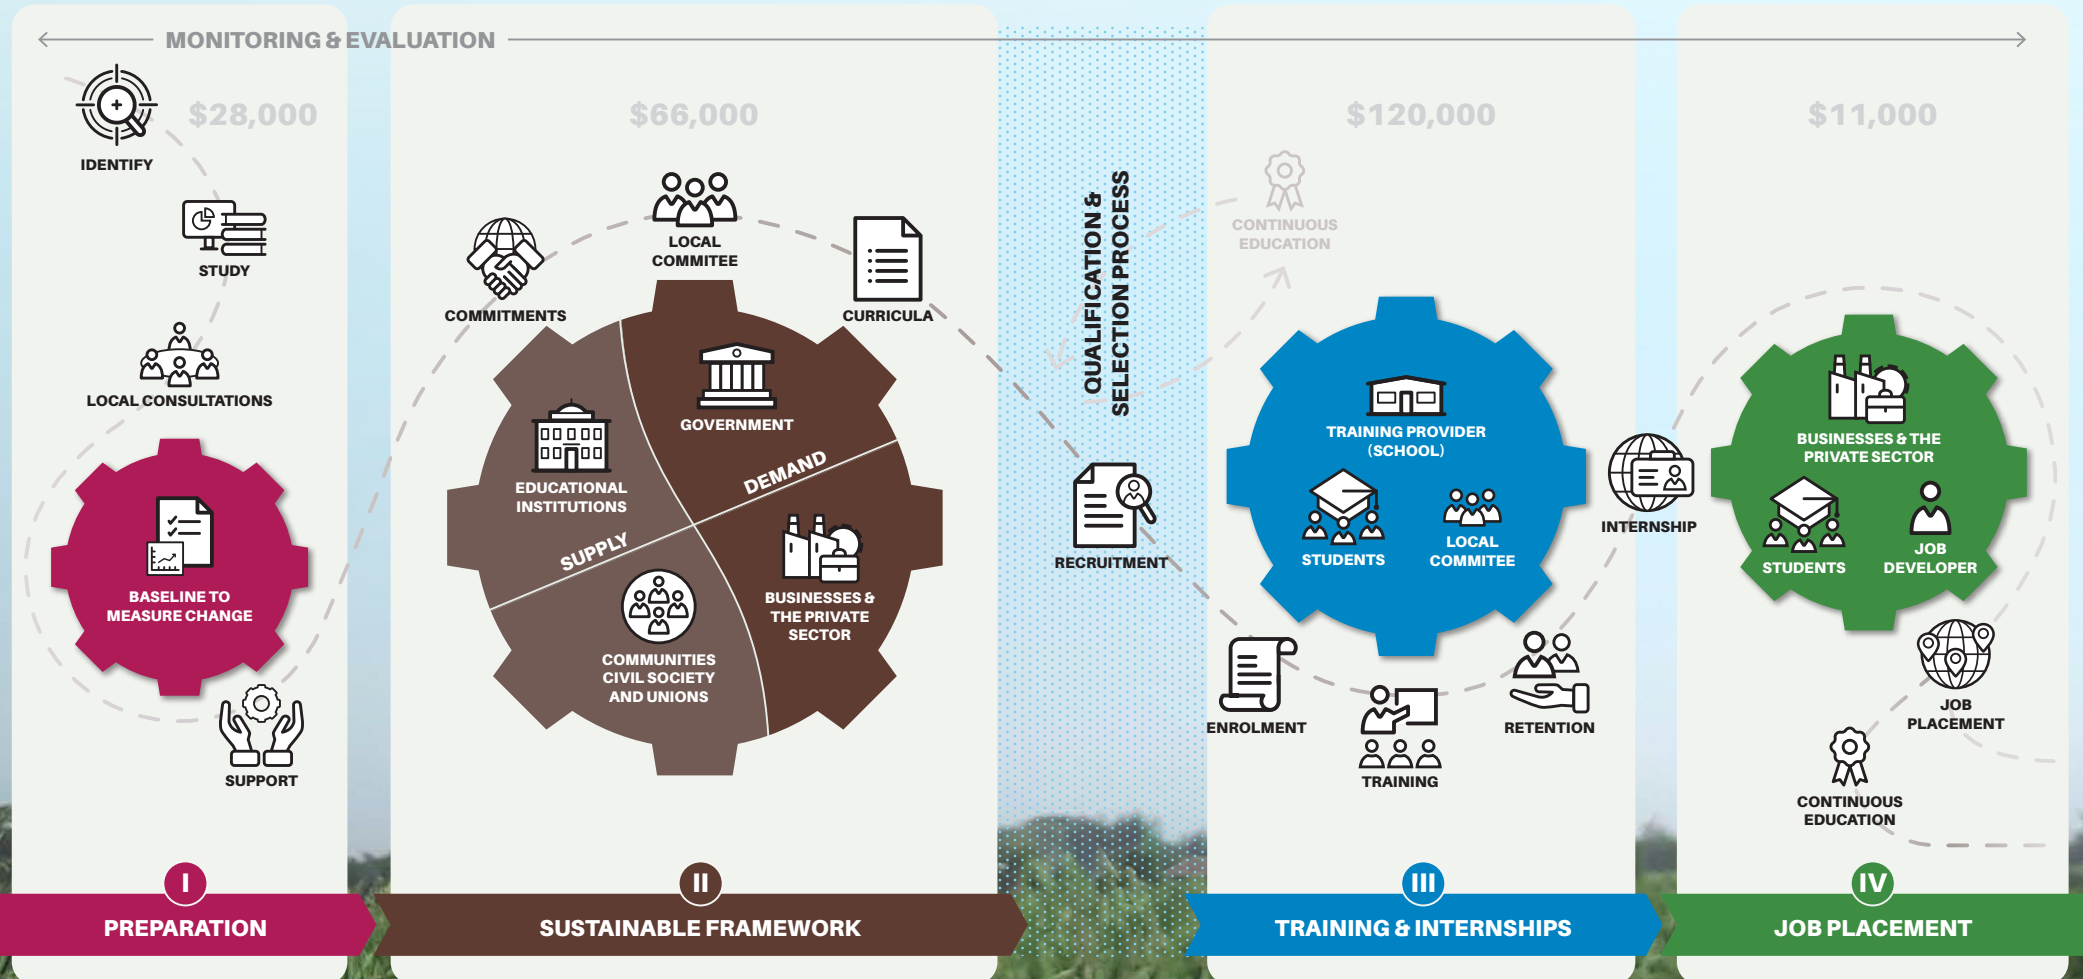 MONITORING & EVALUATION
$28,000
IDENTIFY
STUDY
LOCAL CONSULTATIONS
BASELINE TO
MEASURE CHANGE
SUPPORT
I
PREPARATION
$66,000
COMMITMENTS
LOCAL
COMMITEE
CURRICULA
EDUCATIONAL
INSTITUTIONS
GOVERNMENT
SUPPLY
DEMAND
COMMUNITIES
CIVIL SOCIETY
AND UNIONS
BUSINESSES &
THE PRIVATE
SECTOR
II
SUSTAINABLE FRAMEWORK
QUALIFICATION &
SELECTION PROCESS
RECRUITMENT
$120,000
CONTINUOUS
EDUCATION
TRAINING PROVIDER
(SCHOOL)
STUDENTS
LOCAL
COMMITEE
ENROLMENT
TRAINING
RETENTION
INTERNSHIP
III
TRAINING & INTERNSHIPS
$11,000
BUSINESSES & THE
PRIVATE SECTOR
STUDENTS
JOB
DEVELOPER
JOB
PLACEMENT
CONTINUOUS
EDUCATION
IV
JOB PLACEMENT